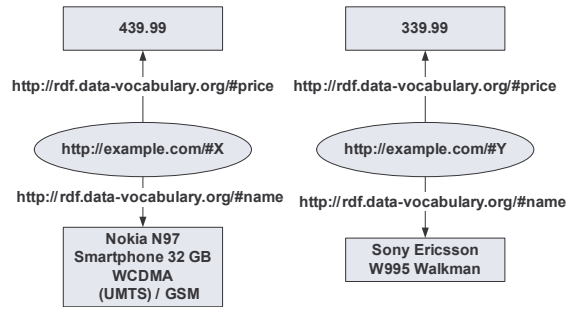 439.99
http://rdf.data-vocabulary.org/#price
http://example.com/#X
http://rdf.data-vocabulary.org/#name
Nokia N97
Smartphone 32 GB
WCDMA
(UMTS) / GSM
339.99
http://rdf.data-vocabulary.org/#price
http://example.com/#Y
http://rdf.data-vocabulary.org/#name
Sony Ericsson
W995 Walkman